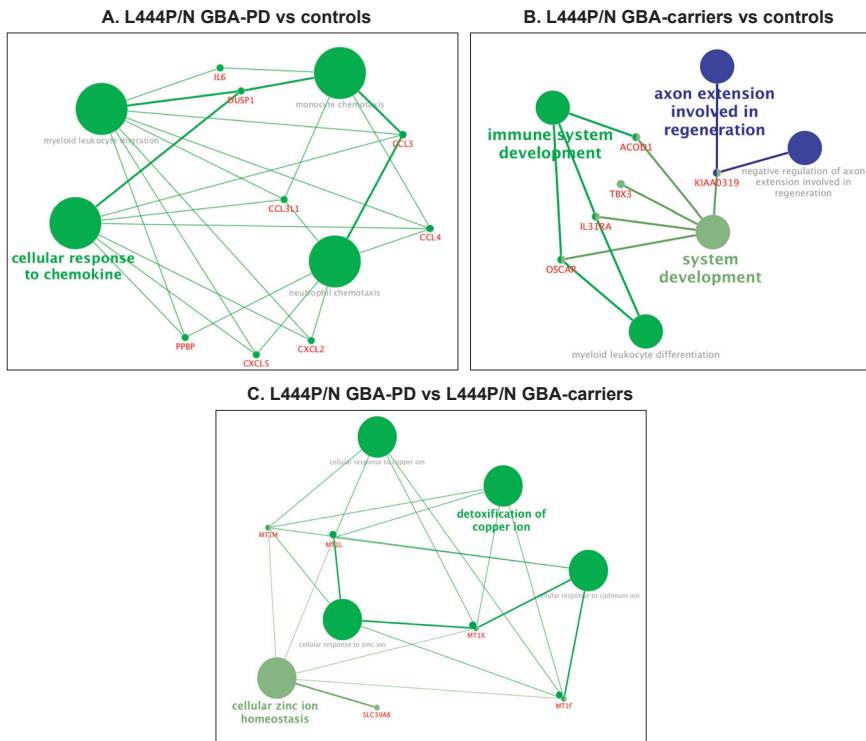 A. L444P/N GBA-PD vs controls
IL6
DUSP1
monocyte chemotaxis
myeloid leukocyte migration
CCL3
CCL3L1
CCL4
cellular response
to chemokine
neutrophil chemotaxis
PPBP
CXCL2
CXCL5
B. L444P/N GBA-carriers vs controls
axon extension
involved in
regeneration
immune system
development
ACOD1
negative regulation of axon
extension involved in
regeneration
KIAA0319
TBX3
IL31RA
system
development
OSCAR
myeloid leukocyte differentiation
C. L444P/N GBA-PD vs L444P/N GBA-carriers
cellular response to copper ion
detoxification of
copper ion
MT1M
MT1L
cellular response to cadmium ion
cellular response to zinc ion
MT1X
cellular zinc ion
homeostasis
SLC39A8
MT1F